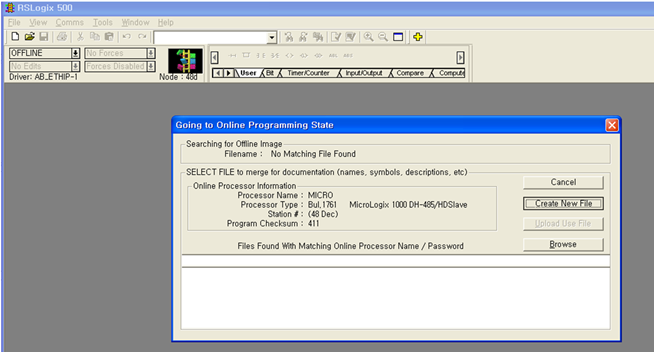 RSLogix 500
File View Comms Tools Window Help
OFFLINE No Forces
No Edits Forces Disabled
Driver: AB_ETHIP-1 Node : 48d
User Bit Timer/Counter Input/Output Compare Compute
Going to Online Programming State
Searching for Offline Image
Filename : No Matching File Found
SELECT FILE to merge for documentation (names, symbols, descriptions, etc)
Online Processor Information
Processor Name : MICRO
Processor Type : Bul,1761 MicroLogix 1000 DH-485/HDSlave
Station # : (48 Dec)
Program Checksum : 411
Files Found With Matching Online Processor Name / Password
Cancel
Create New File
Upload Use File
Browse